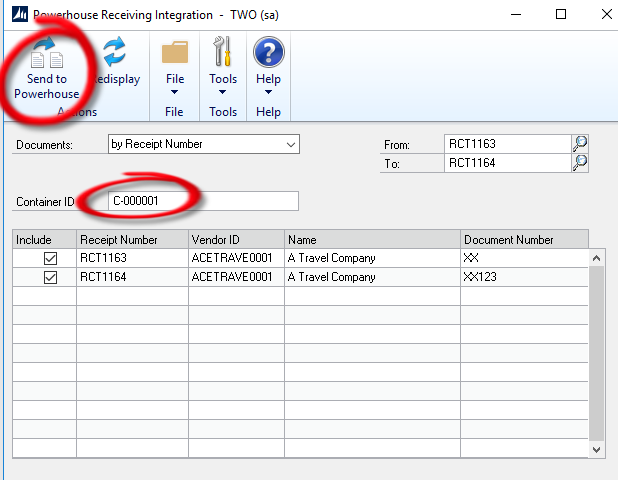 Powerhouse Receiving Integration - TWO (sa)
Send to Powerhouse
Redisplay
File
Tools
Help
Actions
File
Tools
Help
Documents: by Receipt Number From: RCT1163
To: RCT1164
Container ID C-000001
Include Receipt Number Vendor ID Name Document Number
RCT1163 ACETRAVE0001 A Travel Company XX
RCT1164 ACETRAVE0001 A Travel Company XX123